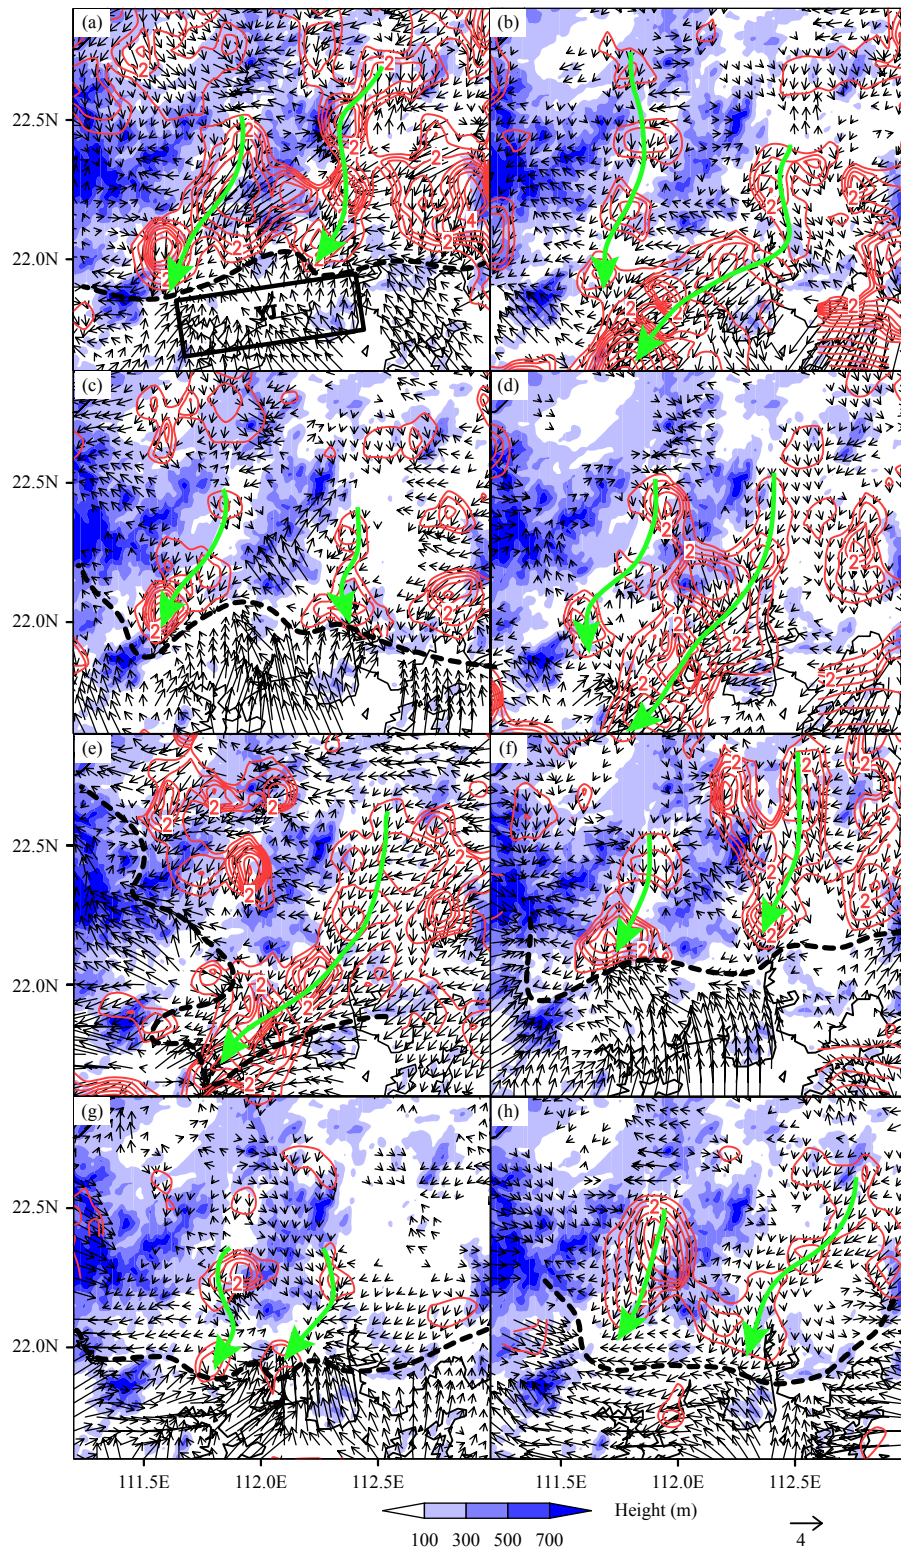 (a) (b)
22.5N
22.0N
(c) (d)
22.5N
22.0N
(e) (f)
22.5N
22.0N
(g) (h)
22.5N
22.0N
111.5E 112.0E 112.5E 111.5E 112.0E 112.5E
Height (m)
100 300 500 700
4